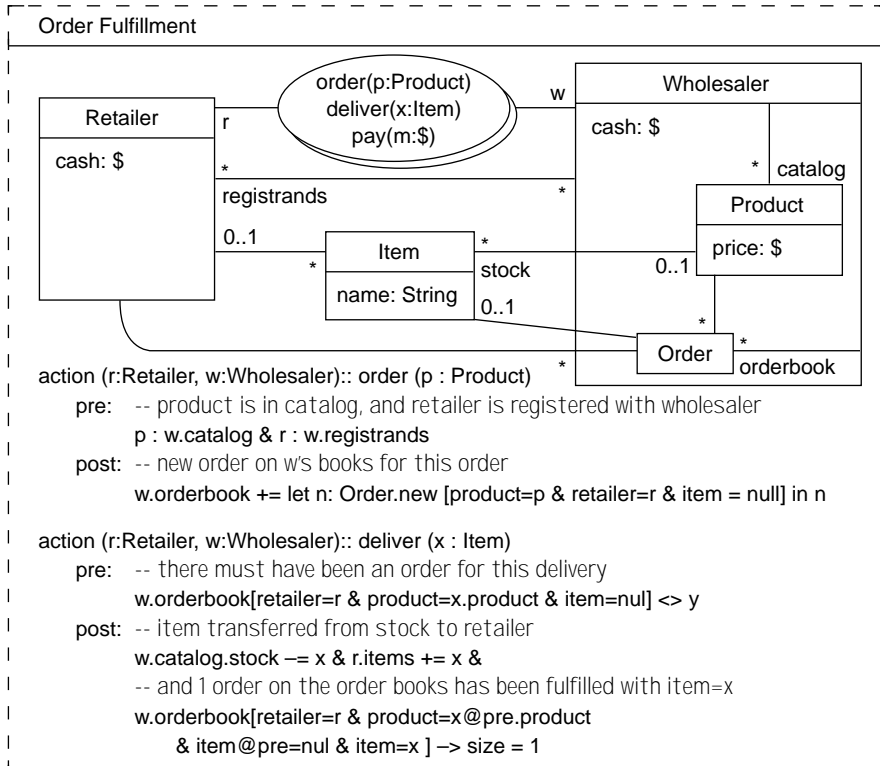 Order Fulfillment
order(p:Product)
deliver(x:Item)
pay(m:$)
Retailer
cash: $
r
w
Wholesaler
cash: $
*
catalog
*
registrands
*
Product
price: $
0..1
*
Item
name: String
*
stock
0..1
0..1
*
Order
*
orderbook
*
action (r:Retailer, w:Wholesaler):: order (p : Product)
pre: -- product is in catalog, and retailer is registered with wholesaler
p : w.catalog & r : w.registrands
post: -- new order on w's books for this order
w.orderbook += let n: Order.new [product=p & retailer=r & item = null] in n
action (r:Retailer, w:Wholesaler):: deliver (x : Item)
pre: -- there must have been an order for this delivery
w.orderbook[retailer=r & product=x.product & item=nul] <> y
post: -- item transferred from stock to retailer
w.catalog.stock –= x & r.items += x &
-- and 1 order on the order books has been fulfilled with item=x
w.orderbook[retailer=r & product=x@pre.product
& item@pre=nul & item=x ] –> size = 1